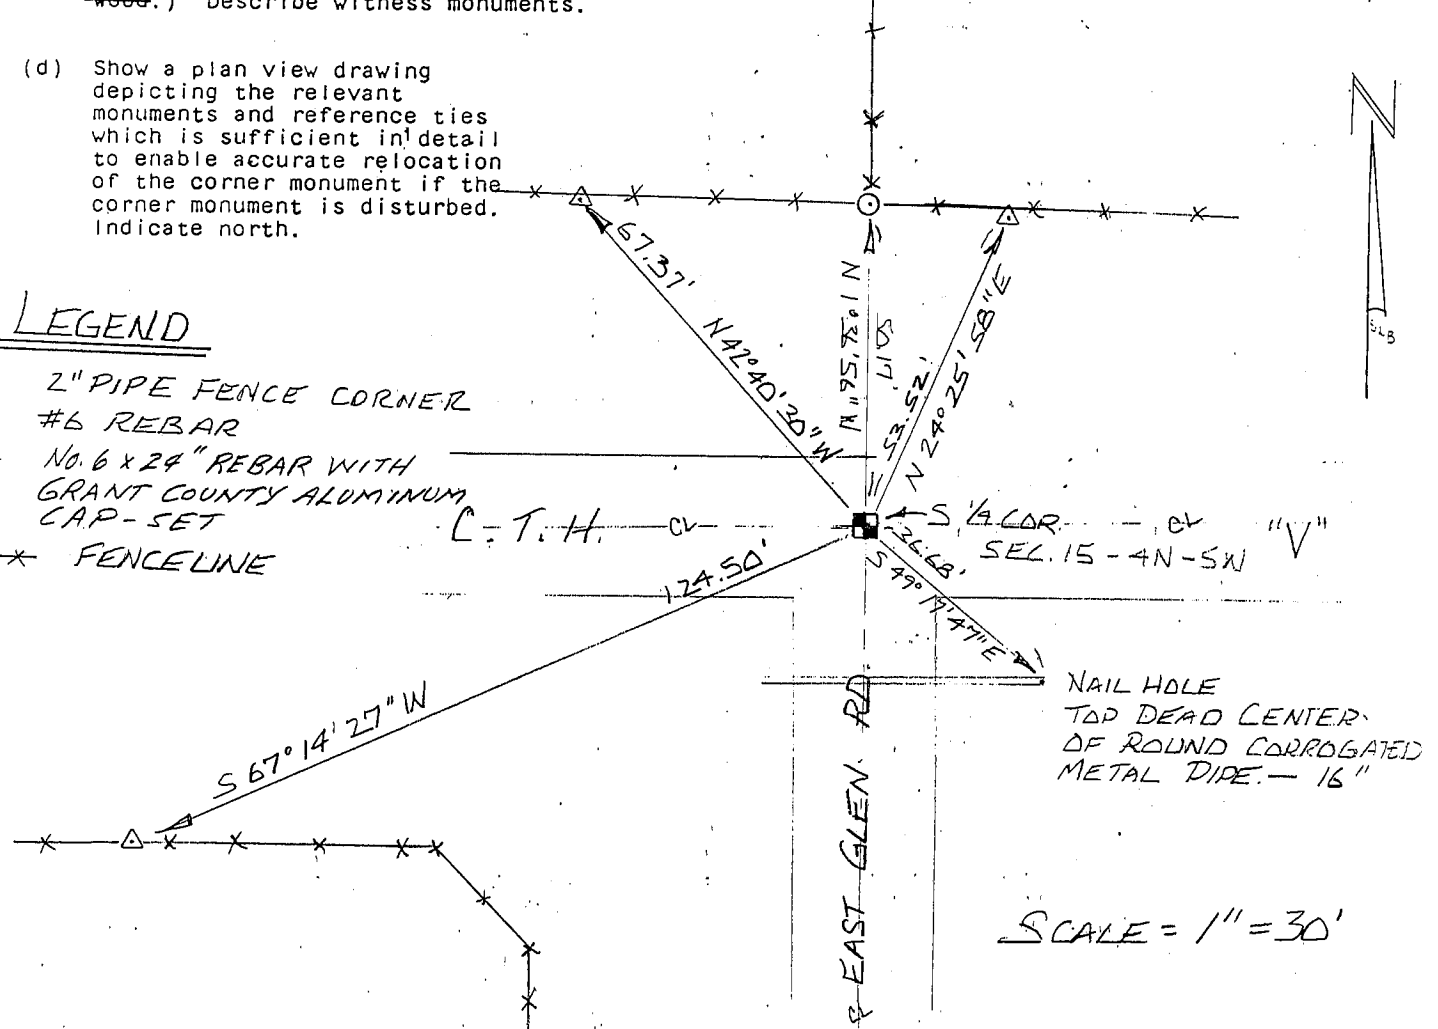 wood.) Describe witness monuments.
(d) Show a plan view drawing
depicting the relevant
monuments and reference ties
which is sufficient in detail
to enable accurate relocation
of the corner monument if the
corner monument is disturbed.
Indicate north.
N
SLB
LEGEND
2" PIPE FENCE CORNER
#6 REBAR
No. 6 x 24" REBAR WITH
GRANT COUNTY ALUMINUM
CAP-SET
FENCELINE
67.37'
N 42° 40' 30" W
53.52'
N 24° 25' 58" E
C. T. H. CL
S. 1/4 COR. CL "V"
SEC. 15-4N-5W
36.68'
S 49° 17' 47" E
124.50'
S 67° 14' 27" W
NAIL HOLE
TOP DEAD CENTER
OF ROUND CORROGATED
METAL PIPE. - 16"
EAST GLEN. RD.
SCALE = 1" = 30'